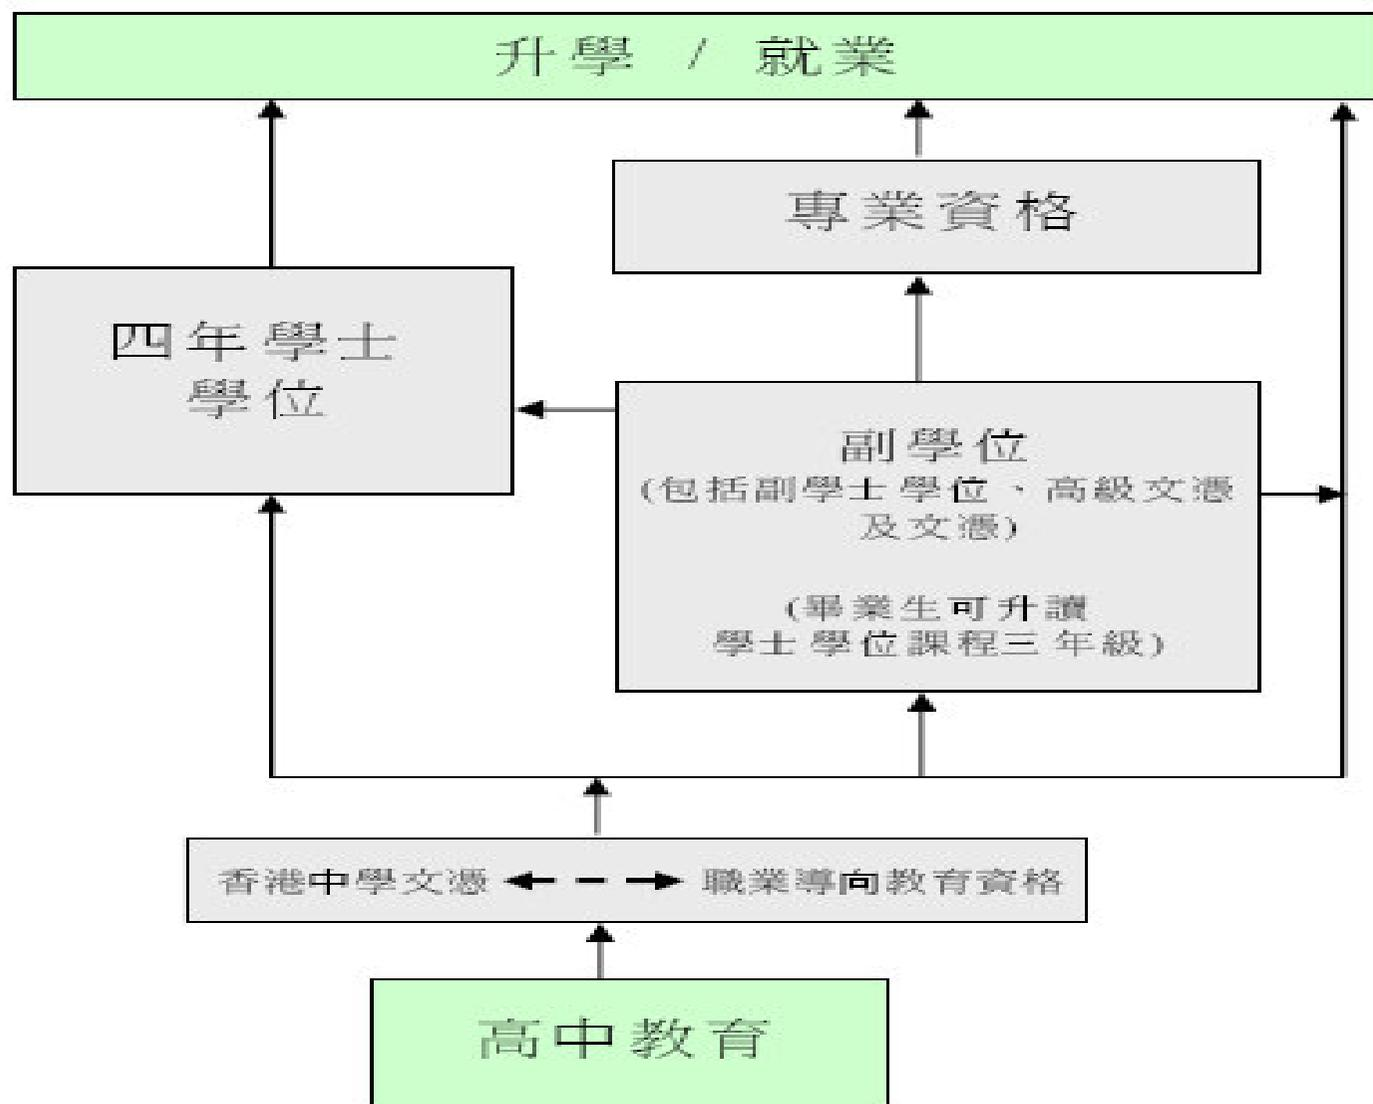 升學 / 就業
專業資格
四年學士
學位
副學位
(包括副學士學位、高級文憑
及文憑)
(畢業生可升讀
學士學位課程三年級)
香港中學文憑
職業導向教育資格
高中教育